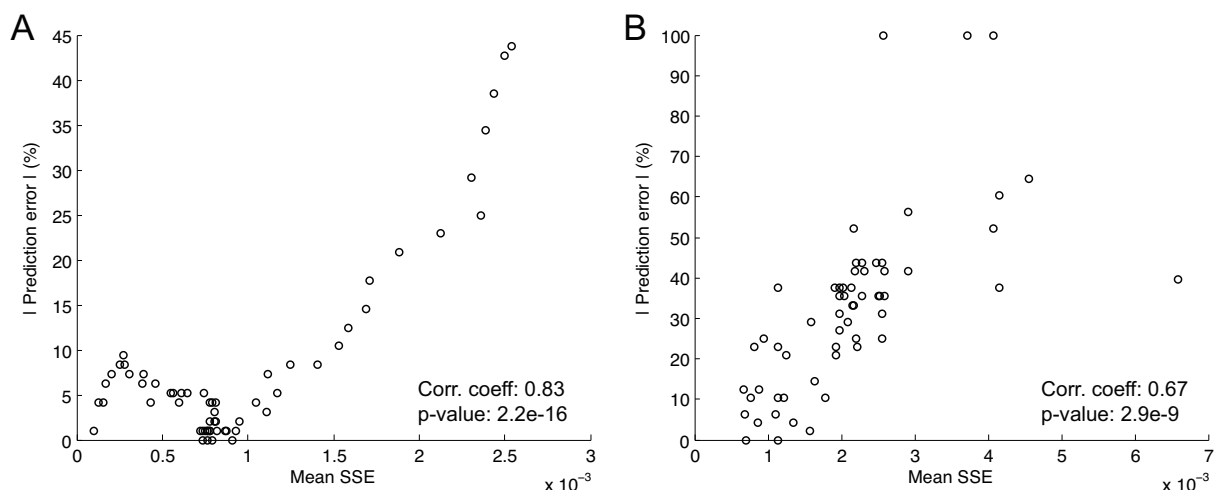 A
45
40
35
30
25
20
15
10
5
0
| Prediction error | (%)
0 0.5 1 1.5 2 2.5 3
Mean SSE
x 10⁻³
Corr. coeff: 0.83
p-value: 2.2e-16
B
100
90
80
70
60
50
40
30
20
10
0
| Prediction error | (%)
0 1 2 3 4 5 6 7
Mean SSE
x 10⁻³
Corr. coeff: 0.67
p-value: 2.9e-9